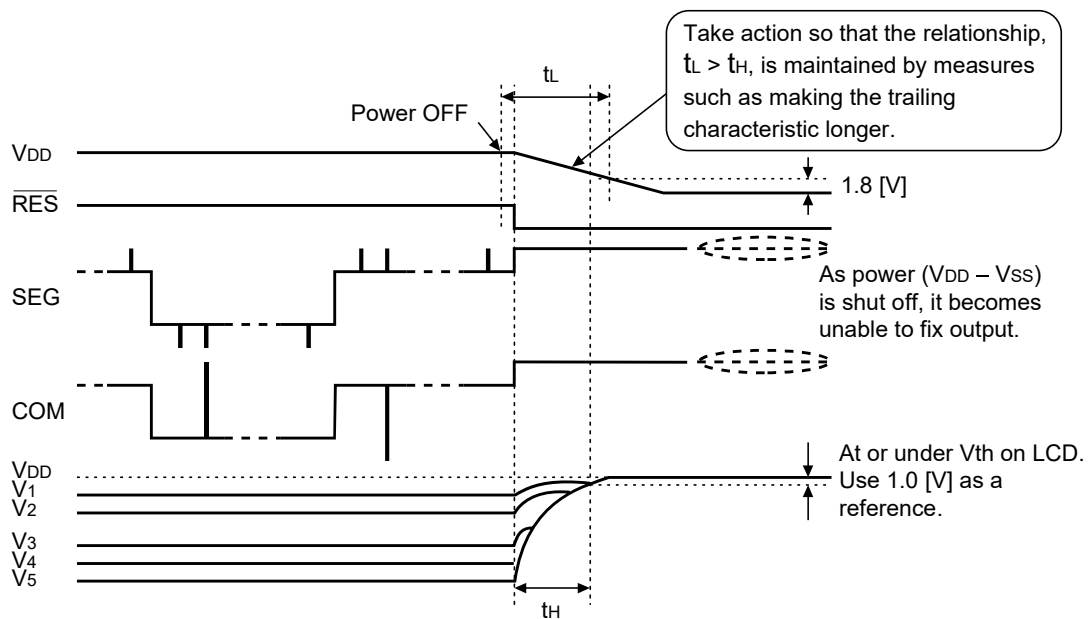 Take action so that the relationship,
tL > tH, is maintained by measures
such as making the trailing
characteristic longer.
tL
Power OFF
VDD
1.8 [V]
RES
SEG
As power (VDD – VSS)
is shut off, it becomes
unable to fix output.
COM
VDD
V1
V2
V3
V4
V5
At or under Vth on LCD.
Use 1.0 [V] as a
reference.
tH